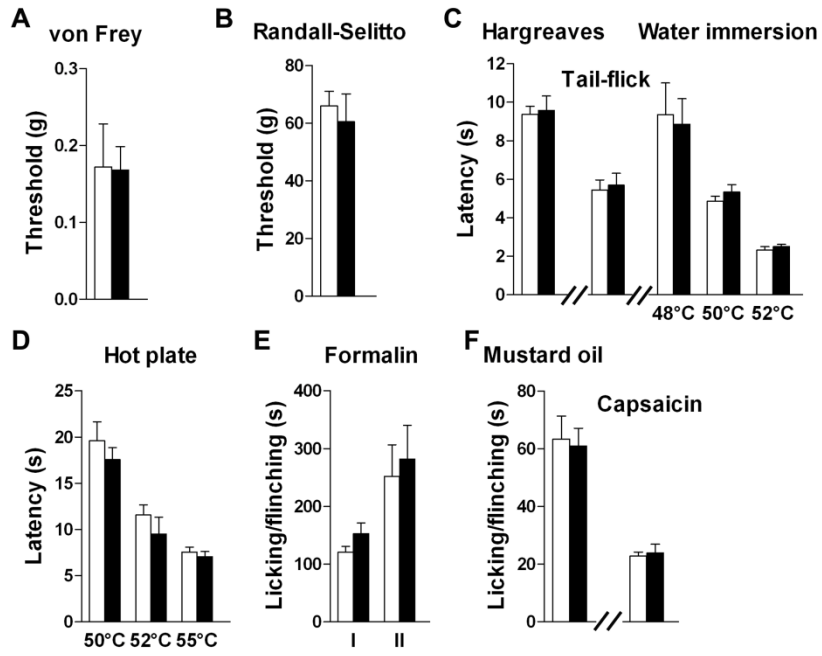 A
von Frey
Threshold (g)
0.3
0.2
0.1
0.0
B
Randall-Selitto
Threshold (g)
80
60
40
20
0
C
Hargreaves
Water immersion
Tail-flick
Latency (s)
12
10
8
6
4
2
0
48°C 50°C 52°C
D
Hot plate
Latency (s)
25
20
15
10
5
0
50°C 52°C 55°C
E
Formalin
Licking/flinching (s)
400
300
200
100
0
I II
F
Mustard oil
Capsaicin
Licking/flinching (s)
80
60
40
20
0